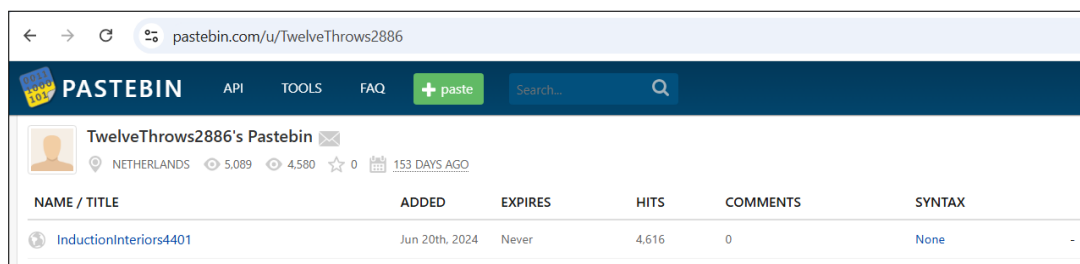 pastebin.com/u/TwelveThrows2886
PASTEBIN API TOOLS FAQ + paste Search...
TwelveThrows2886's Pastebin
NETHERLANDS 5,089 4,580 0 153 DAYS AGO
NAME / TITLE ADDED EXPIRES HITS COMMENTS SYNTAX
InductionInteriors4401 Jun 20th, 2024 Never 4,616 0 None -